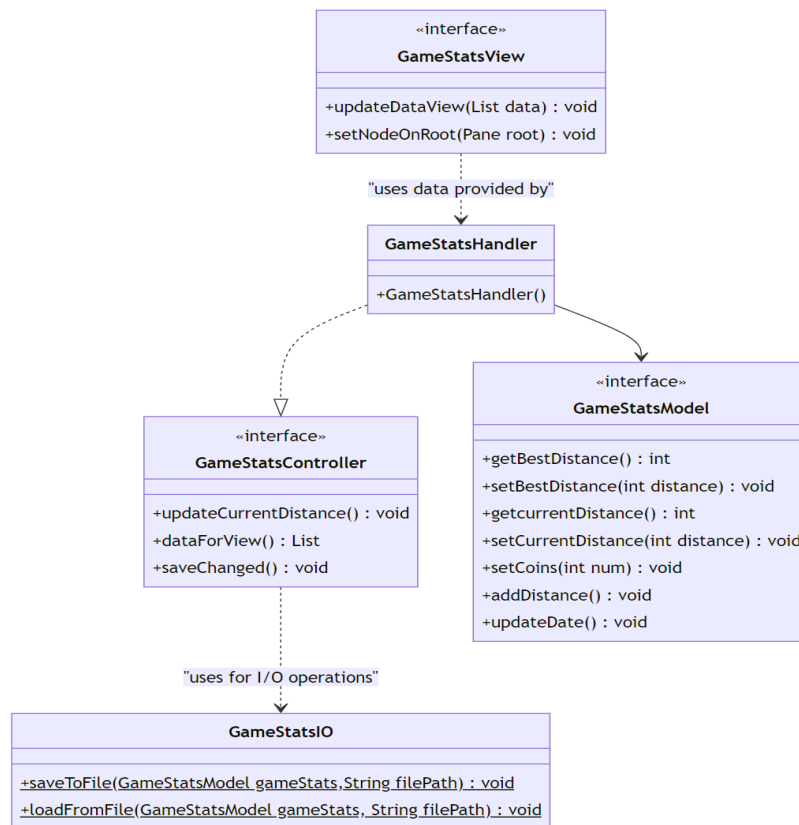 «interface»
GameStatsView
+updateDataView(List data) : void
+setNodeOnRoot(Pane root) : void
"uses data provided by"
GameStatsHandler
+GameStatsHandler()
«interface»
GameStatsController
+updateCurrentDistance() : void
+dataForView() : List
+saveChanged() : void
«interface»
GameStatsModel
+getBestDistance() : int
+setBestDistance(int distance) : void
+getcurrentDistance() : int
+setCurrentDistance(int distance) : void
+setCoins(int num) : void
+addDistance() : void
+updateDate() : void
"uses for I/O operations"
GameStatsIO
+saveToFile(GameStatsModel gameStats,String filePath) : void
+loadFromFile(GameStatsModel gameStats, String filePath) : void